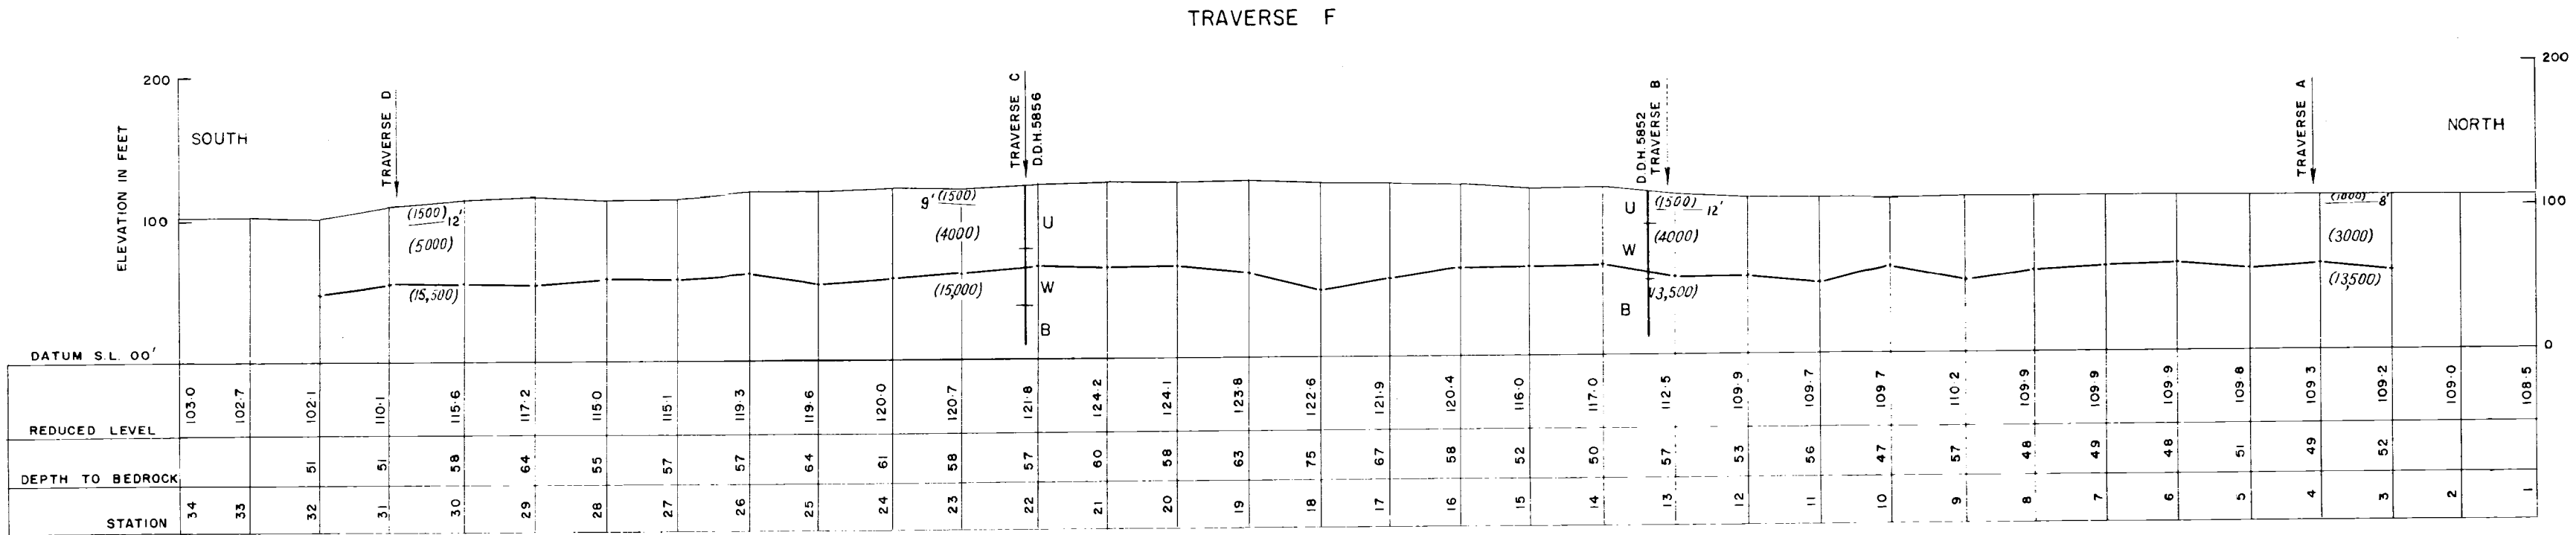 TRAVERSE F
200
200
ELEVATION IN FEET
SOUTH
TRAVERSE D
TRAVERSE C
D.D.H.5856
D.D.H.5852
TRAVERSE B
TRAVERSE A
NORTH
100
(1500) 12'
(5000)
(15,500)
9' (1500)
(4000)
(15,000)
U
W
B
U
W
B
(1500) 12'
(4000)
13,500)
(1000) 8'
(3000)
(13,500)
100
0
DATUM S.L. 00'
REDUCED LEVEL 103.0 102.7 102.1 110.1 115.6 117.2 115.0 115.1 119.3 119.6 120.0 120.7 121.8 124.2 124.1 123.8 122.6 121.9 120.4 116.0 117.0 112.5 109.9 109.7 109.7 110.2 109.9 109.9 109.9 109.8 109.3 109.2 109.0 108.5
DEPTH TO BEDROCK 51 51 58 64 55 57 57 64 61 58 57 60 58 63 75 67 58 52 50 57 53 56 47 57 48 49 48 51 49 52
STATION 34 33 32 31 30 29 28 27 26 25 24 23 22 21 20 19 18 17 16 15 14 13 12 11 10 9 8 7 6 5 4 3 2 1